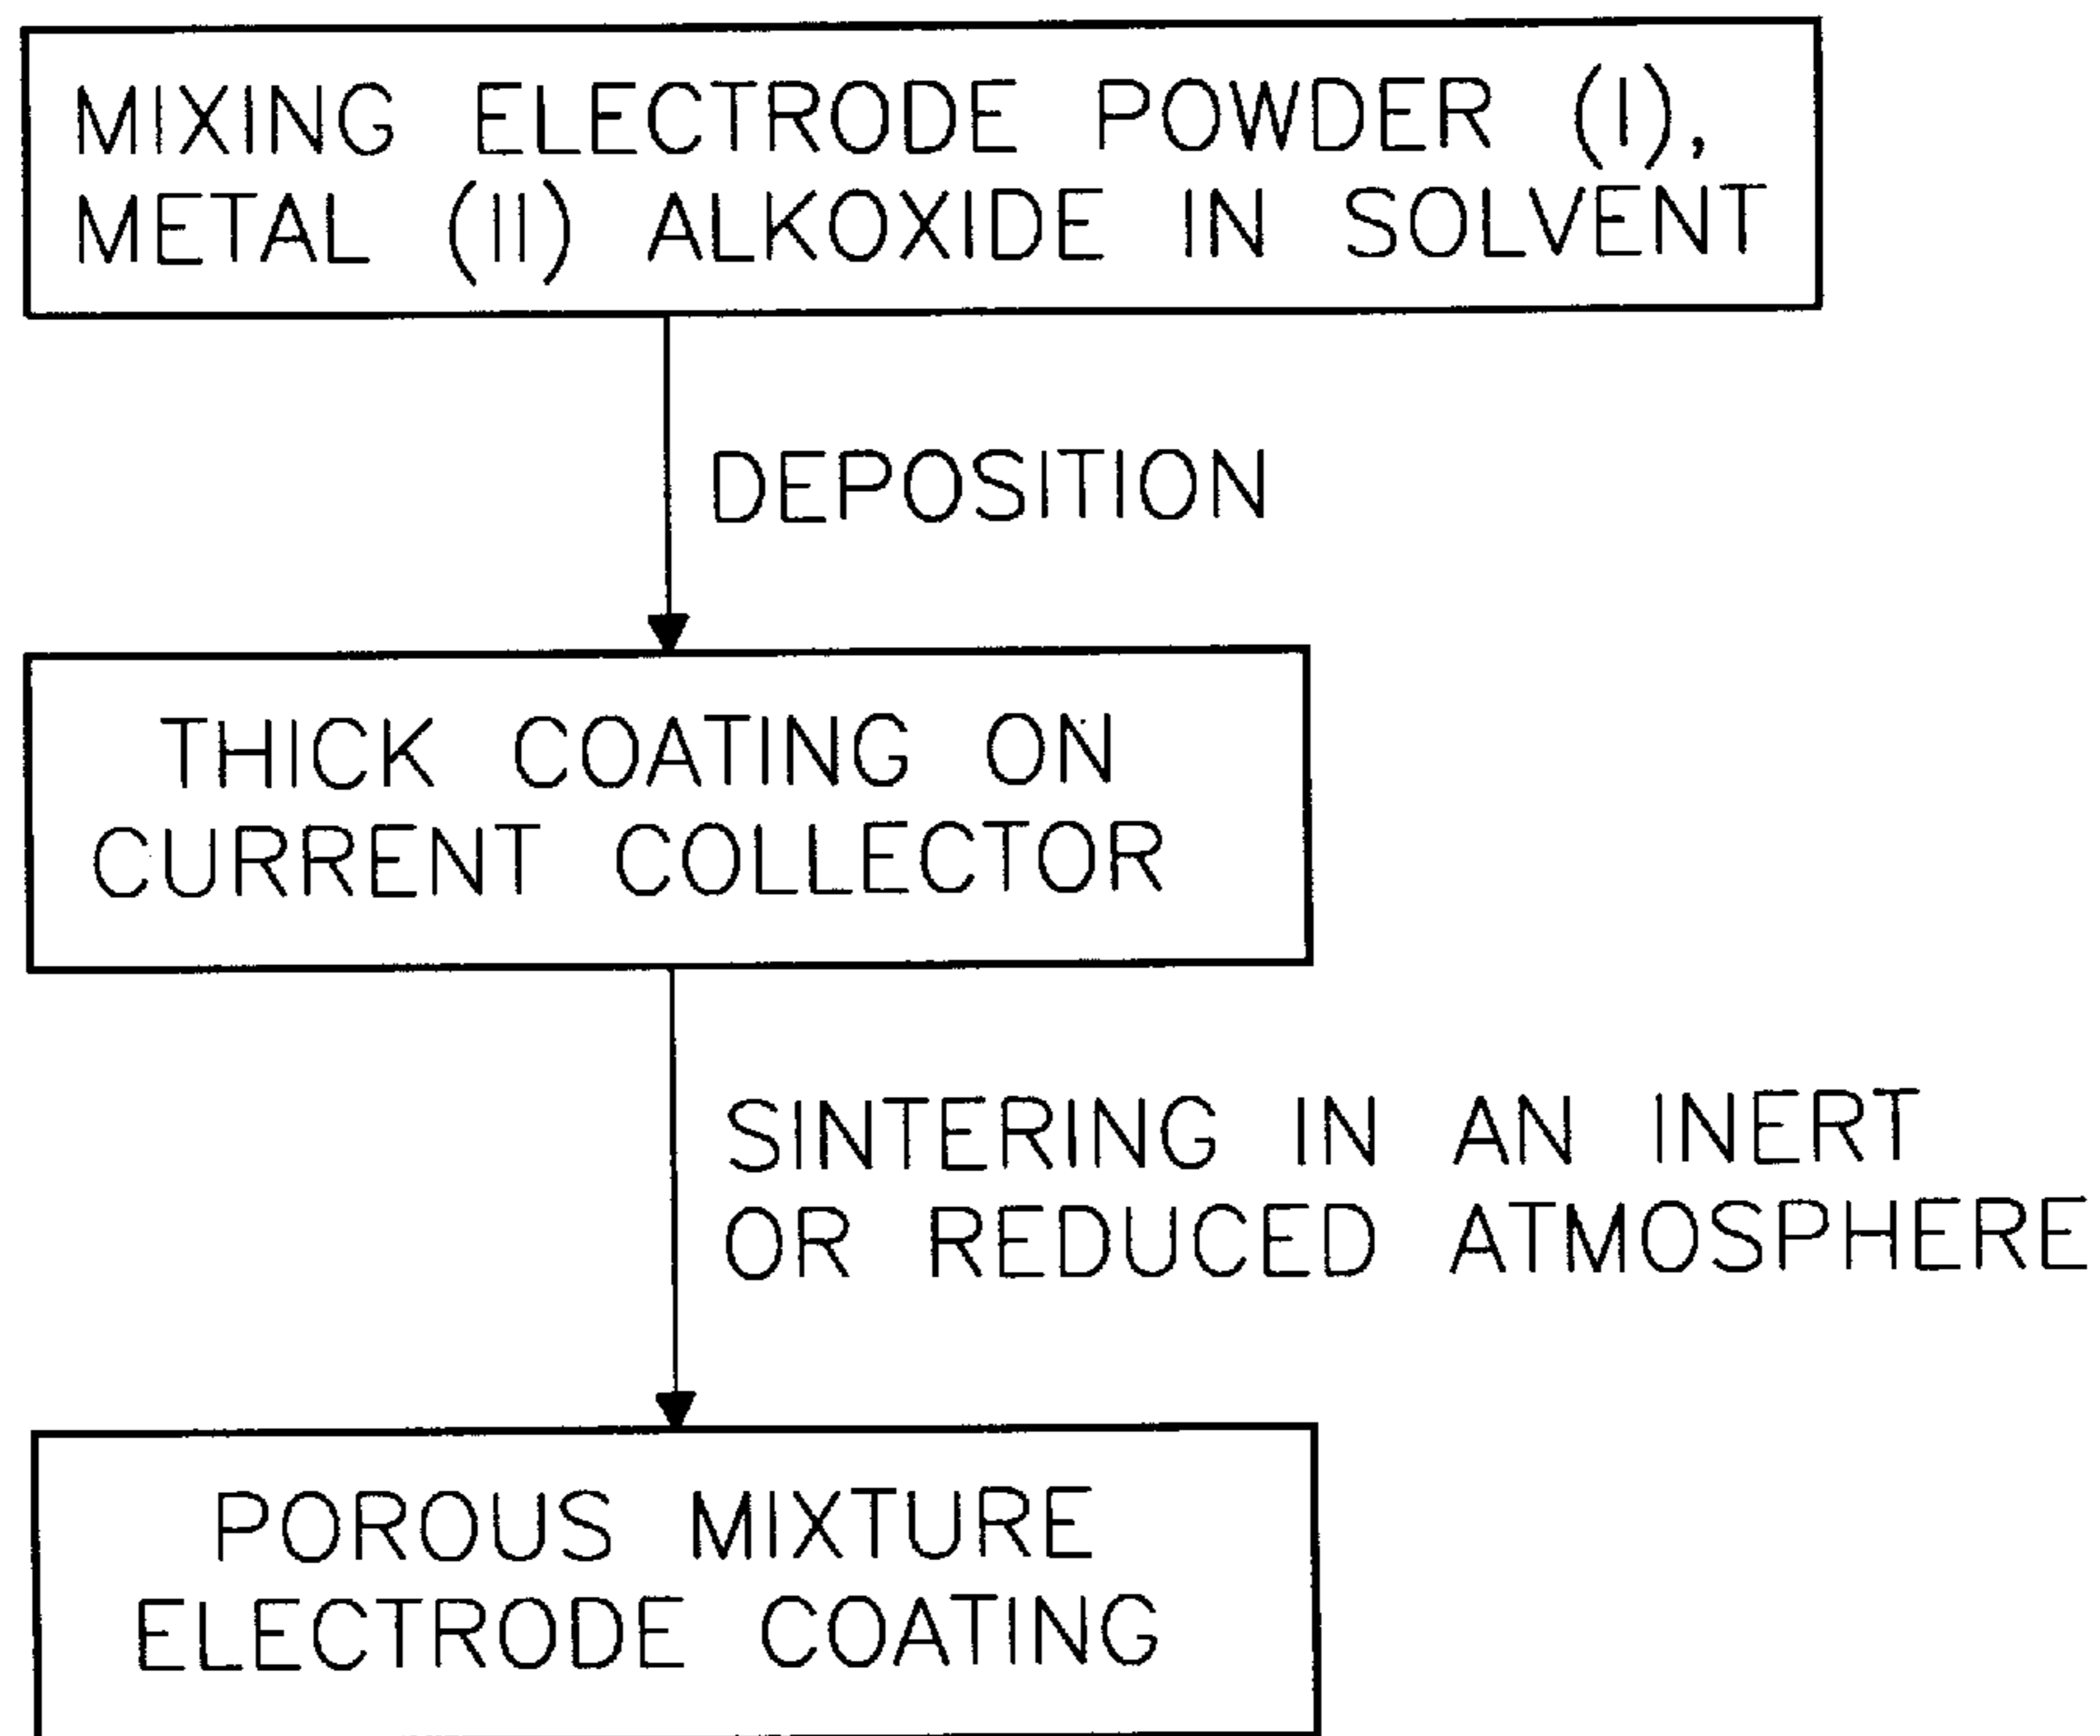 MIXING ELECTRODE POWDER (I),
METAL (II) ALKOXIDE IN SOLVENT
DEPOSITION
THICK COATING ON
CURRENT COLLECTOR
SINTERING IN AN INERT
OR REDUCED ATMOSPHERE
POROUS MIXTURE
ELECTRODE COATING